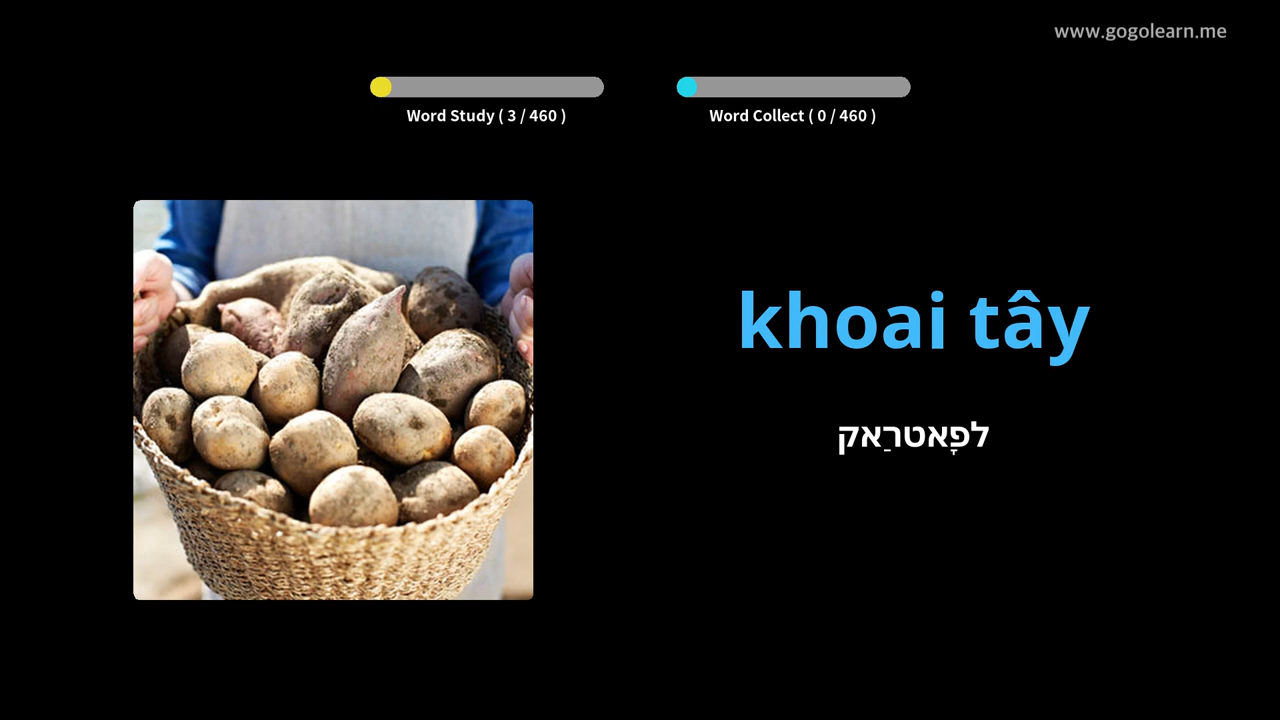 www.gogolearn.me
Word Study ( 3 / 460 )
Word Collect ( 0 / 460 )
khoai tây
לפָאטרַאק